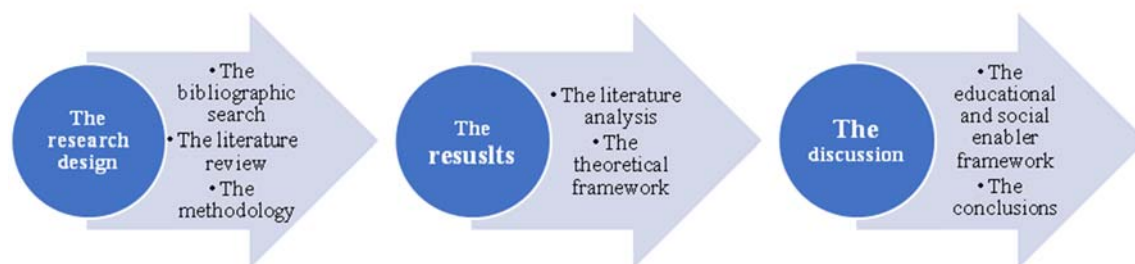 The
research
design
• The
bibliographic
search
• The literature
review
• The
methodology
The
resuslts
• The literature
analysis
• The
theoretical
framework
The
discussion
• The
educational
and social
enabler
framework
• The
conclusions